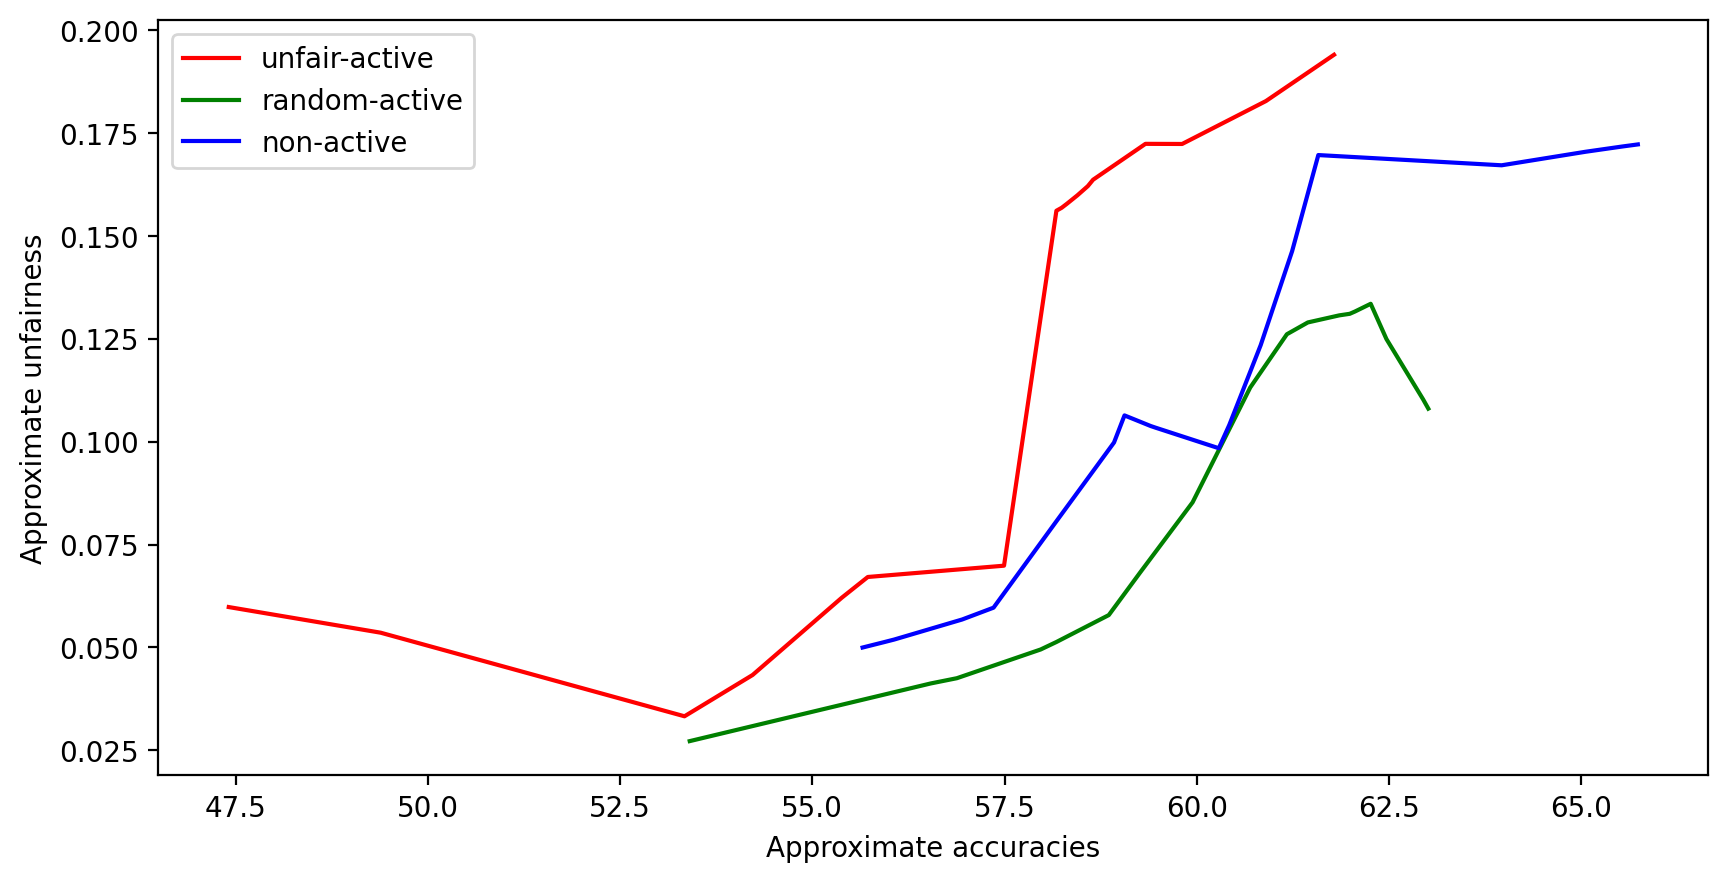 unfair-active
random-active
non-active
0.200
0.175
0.150
0.125
0.100
0.075
0.050
0.025
Approximate unfairness
47.5 50.0 52.5 55.0 57.5 60.0 62.5 65.0
Approximate accuracies